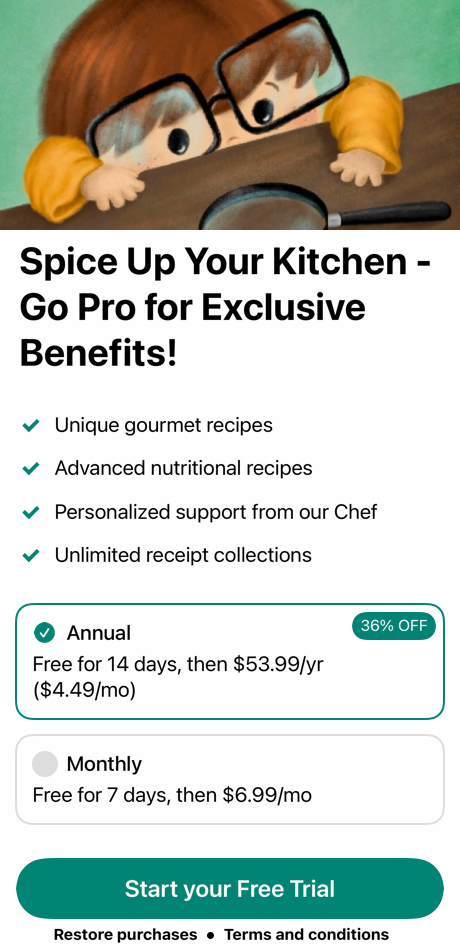 Spice Up Your Kitchen -
Go Pro for Exclusive
Benefits!
Unique gourmet recipes
Advanced nutritional recipes
Personalized support from our Chef
Unlimited receipt collections
Annual
36% OFF
Free for 14 days, then $53.99/yr
($4.49/mo)
Monthly
Free for 7 days, then $6.99/mo
Start your Free Trial
Restore purchases • Terms and conditions